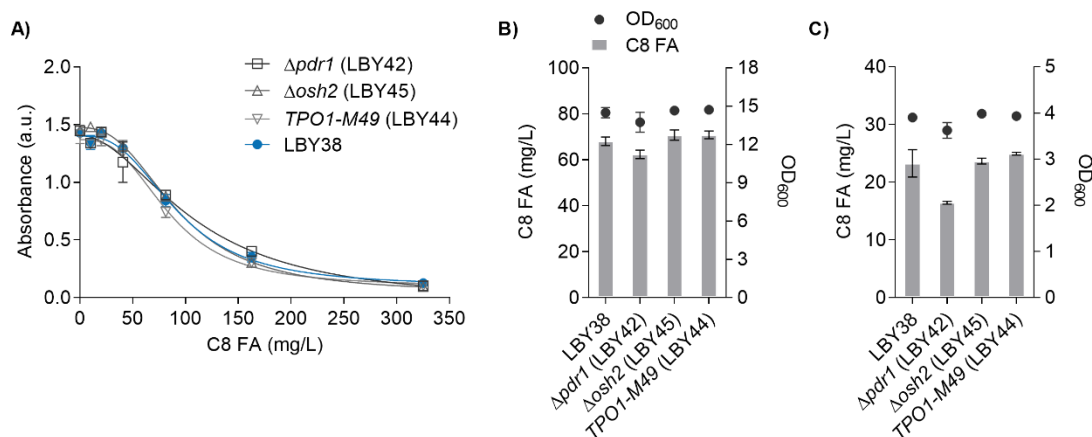 A)
Δpdr1 (LBY42)
Δosh2 (LBY45)
TPO1-M49 (LBY44)
LBY38
Absorbance (a.u.)
2.0
1.5
1.0
0.5
0.0
0 50 100 150 200 250 300 350
C8 FA (mg/L)
B)
OD600
C8 FA
C8 FA (mg/L)
100
80
60
40
20
0
18
15
12
9
6
3
0
OD600
LBY38
Δpdr1 (LBY42)
Δosh2 (LBY45)
TPO1-M49 (LBY44)
C)
C8 FA (mg/L)
40
30
20
10
0
5
4
3
2
1
0
OD600
LBY38
Δpdr1 (LBY42)
Δosh2 (LBY45)
TPO1-M49 (LBY44)